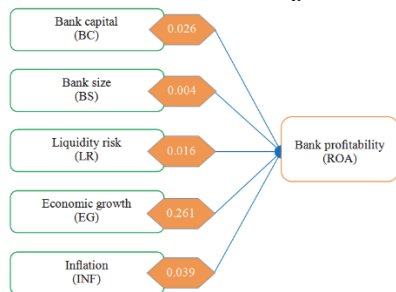 Bank capital
(BC)
0.026
Bank size
(BS)
0.004
Liquidity risk
(LR)
0.016
Bank profitability
(ROA)
Economic growth
(EG)
0.261
Inflation
(INF)
0.039